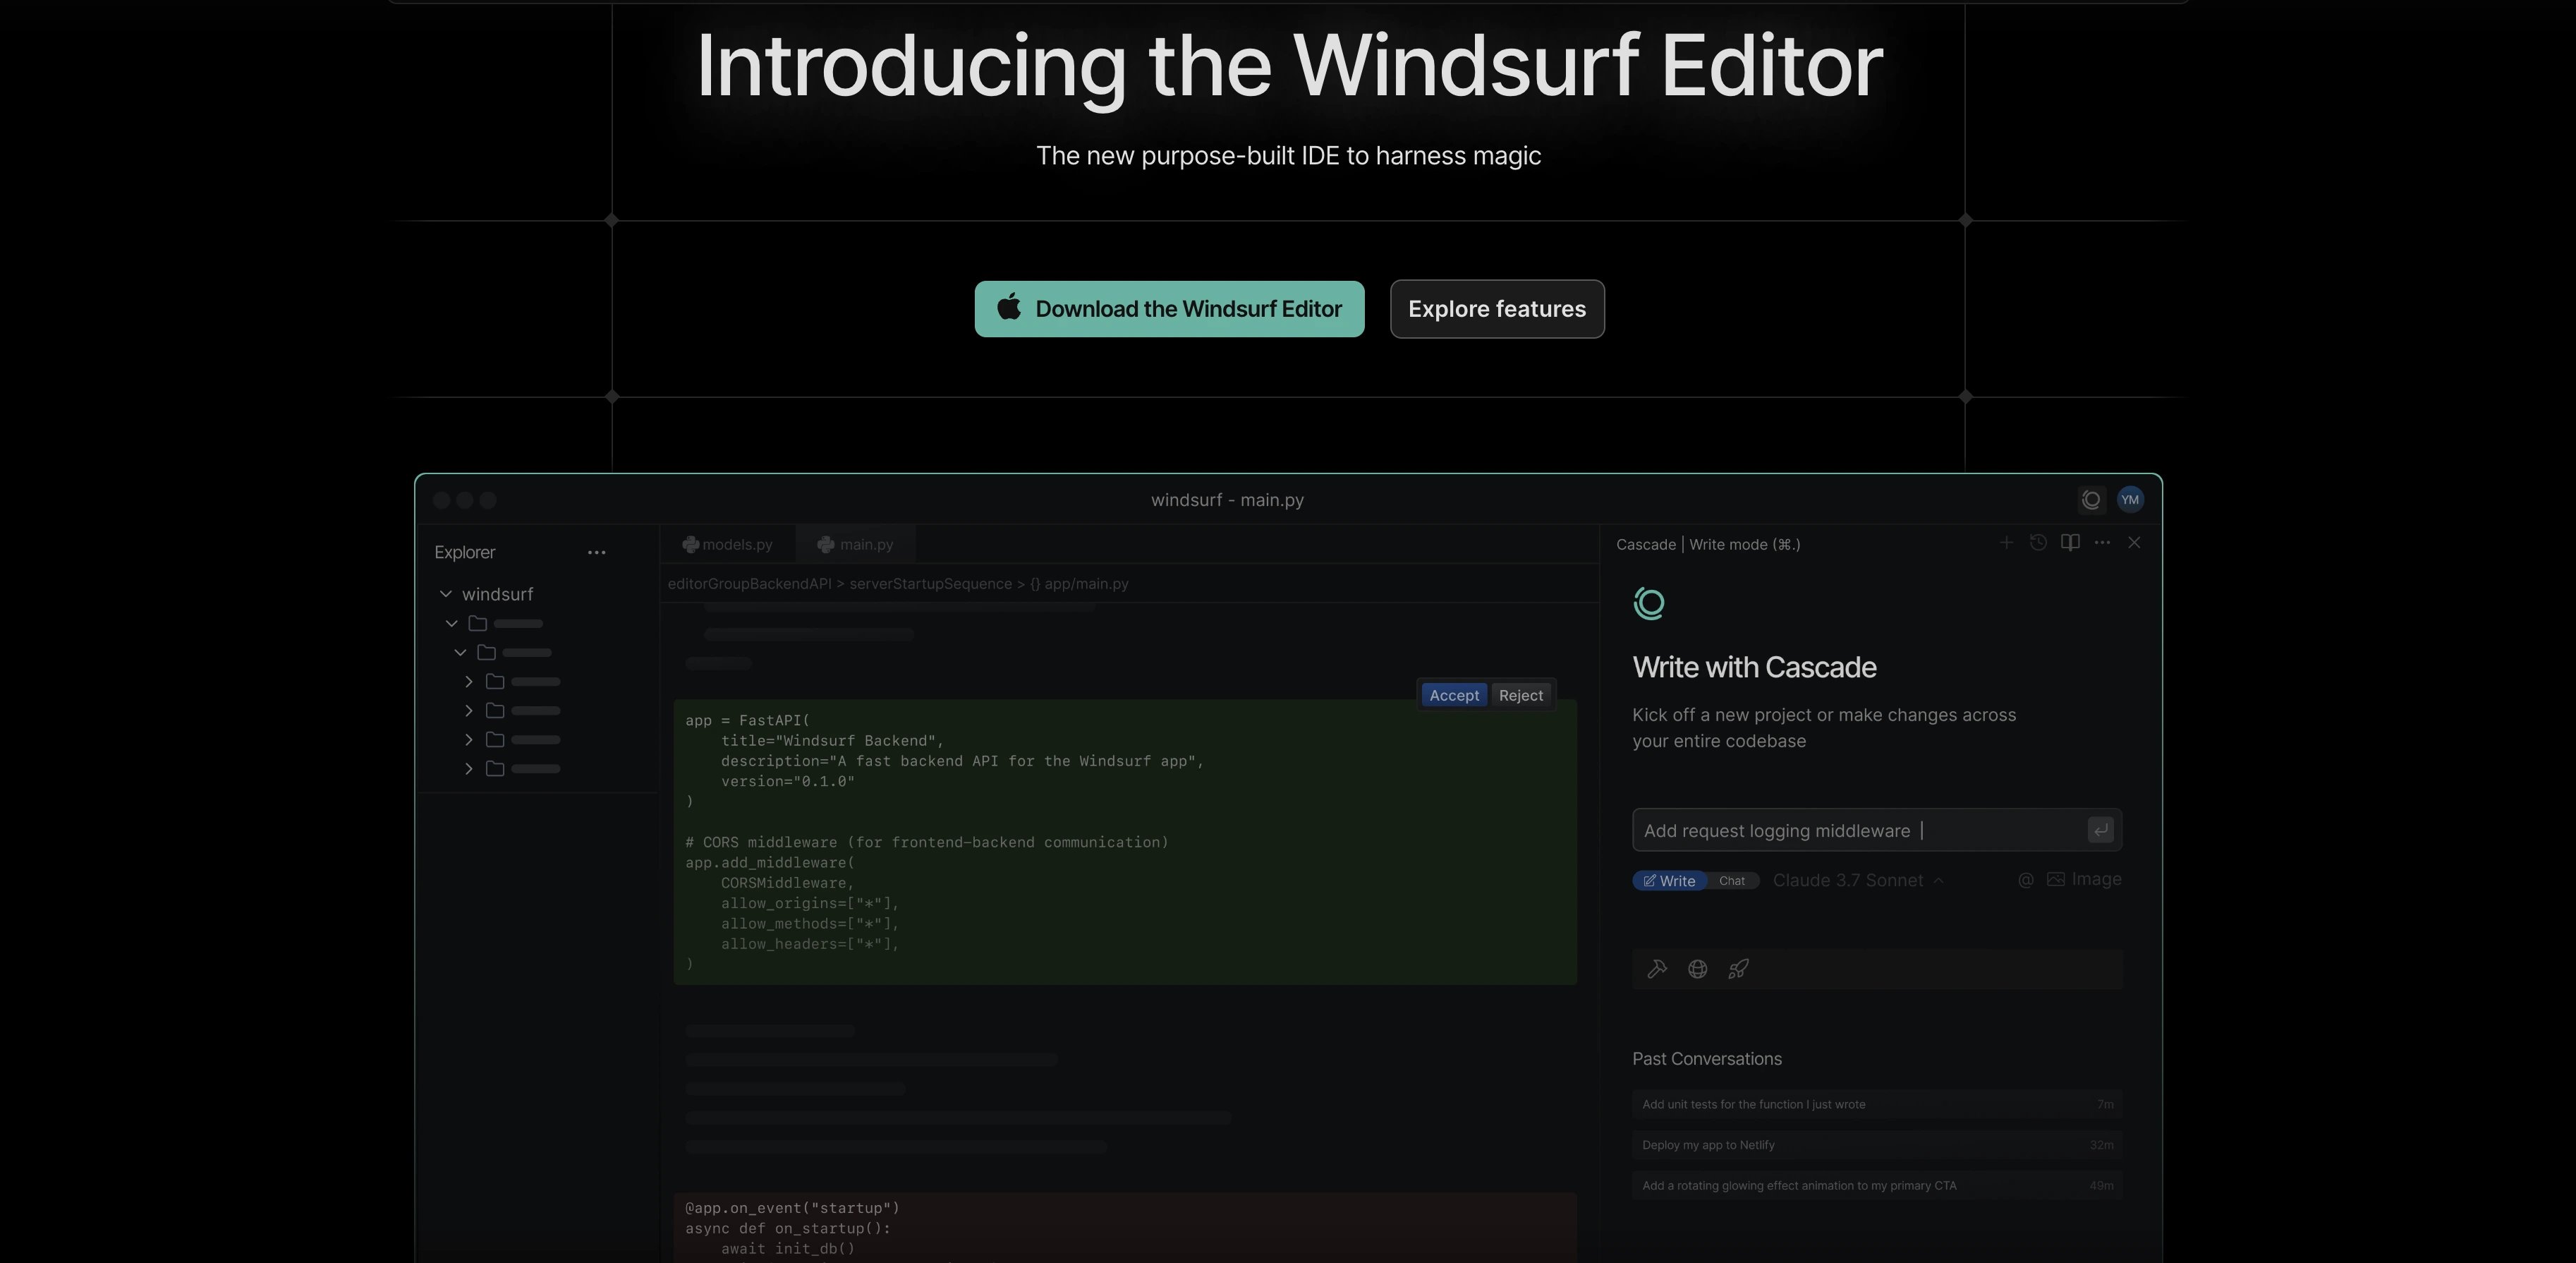 Introducing the Windsurf Editor
The new purpose-built IDE to harness magic
Download the Windsurf Editor
Explore features
windsurf - main.py
YM
Explorer
windsurf
models.py
main.py
editorGroupBackendAPI > serverStartupSequence > {} app/main.py
Accept
Reject
app = FastAPI(
    title="Windsurf Backend",
    description="A fast backend API for the Windsurf app",
    version="0.1.0"
)
# CORS middleware (for frontend-backend communication)
app.add_middleware(
    CORSMiddleware,
    allow_origins=["*"],
    allow_methods=["*"],
    allow_headers=["*"],
)
@app.on_event("startup")
async def on_startup():
    await init_db()
Cascade | Write mode (⌘.)
Write with Cascade
Kick off a new project or make changes across
your entire codebase
Add request logging middleware
Write
Chat
Claude 3.7 Sonnet
@
Image
Past Conversations
Add unit tests for the function I just wrote 7m
Deploy my app to Netlify 32m
Add a rotating glowing effect animation to my primary CTA 49m